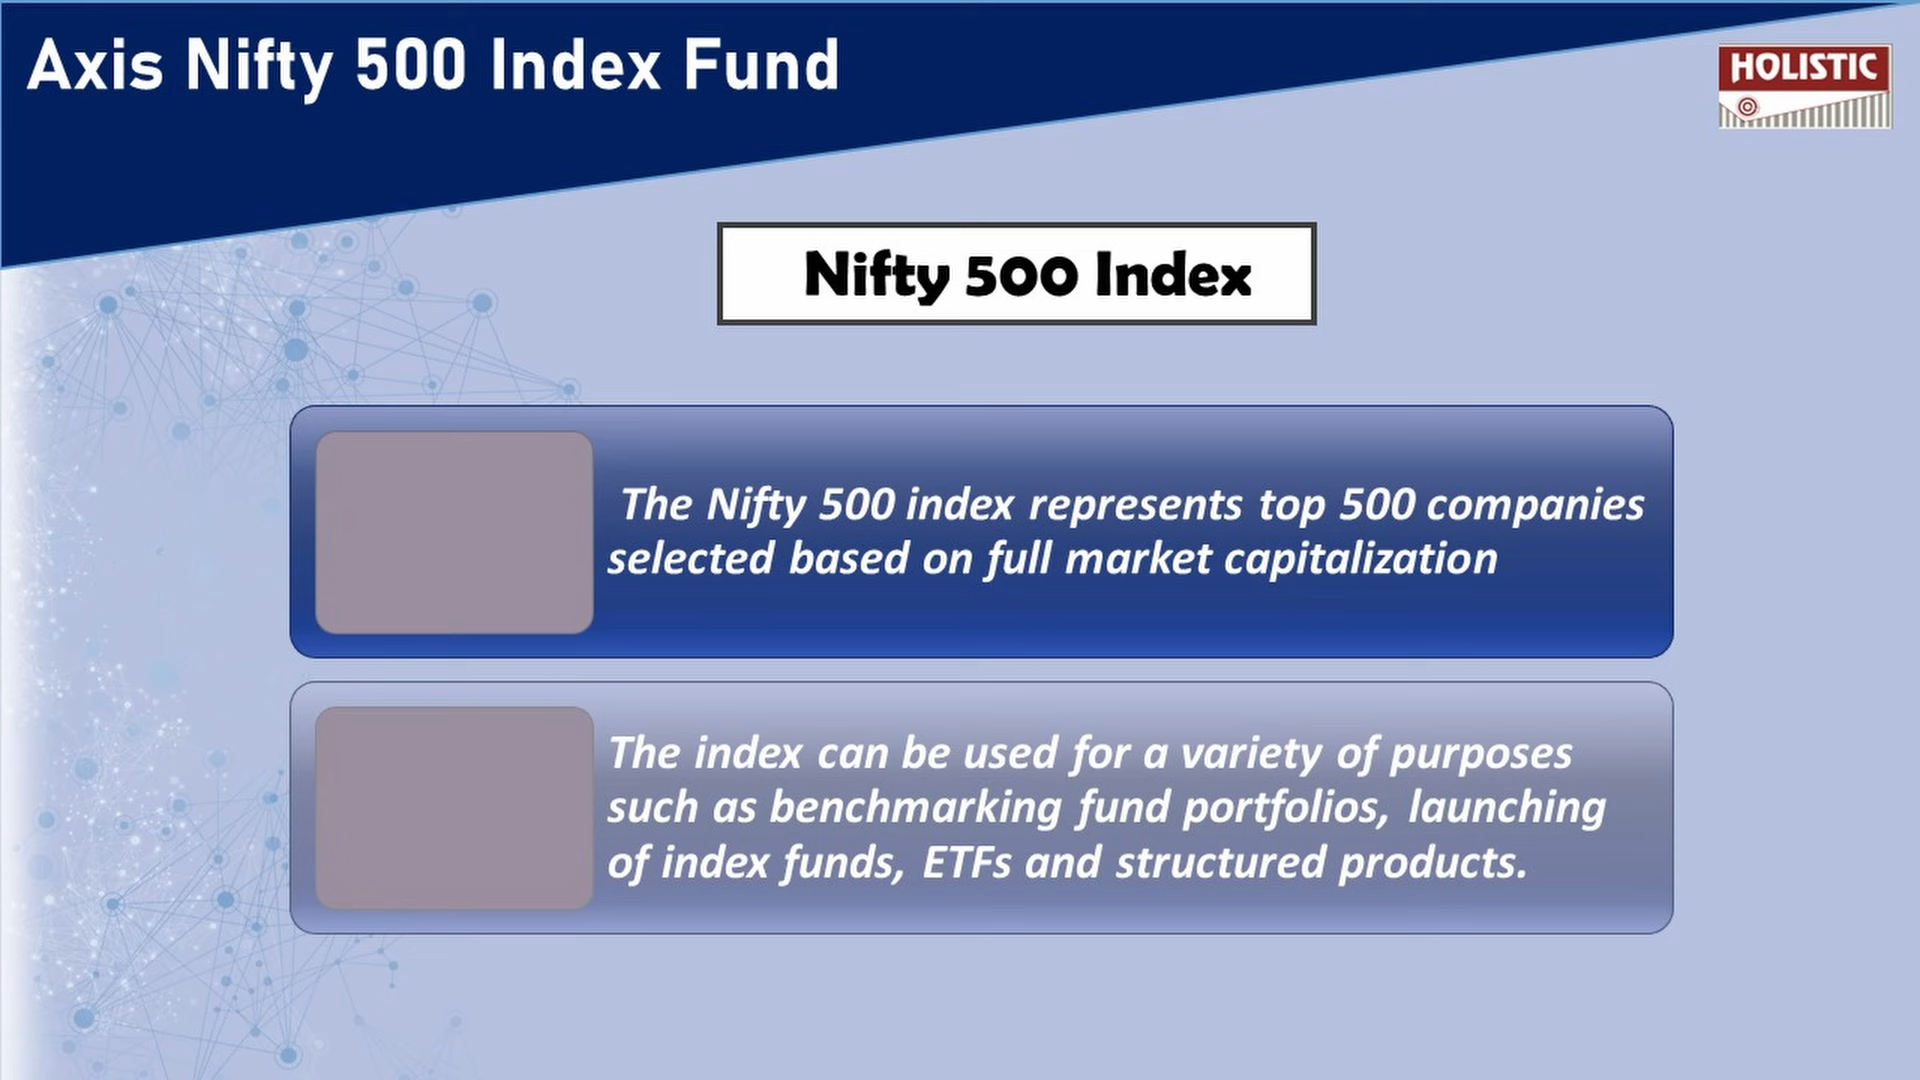 Axis Nifty 500 Index Fund
HOLISTIC
Nifty 500 Index
The Nifty 500 index represents top 500 companies
selected based on full market capitalization
The index can be used for a variety of purposes
such as benchmarking fund portfolios, launching
of index funds, ETFs and structured products.